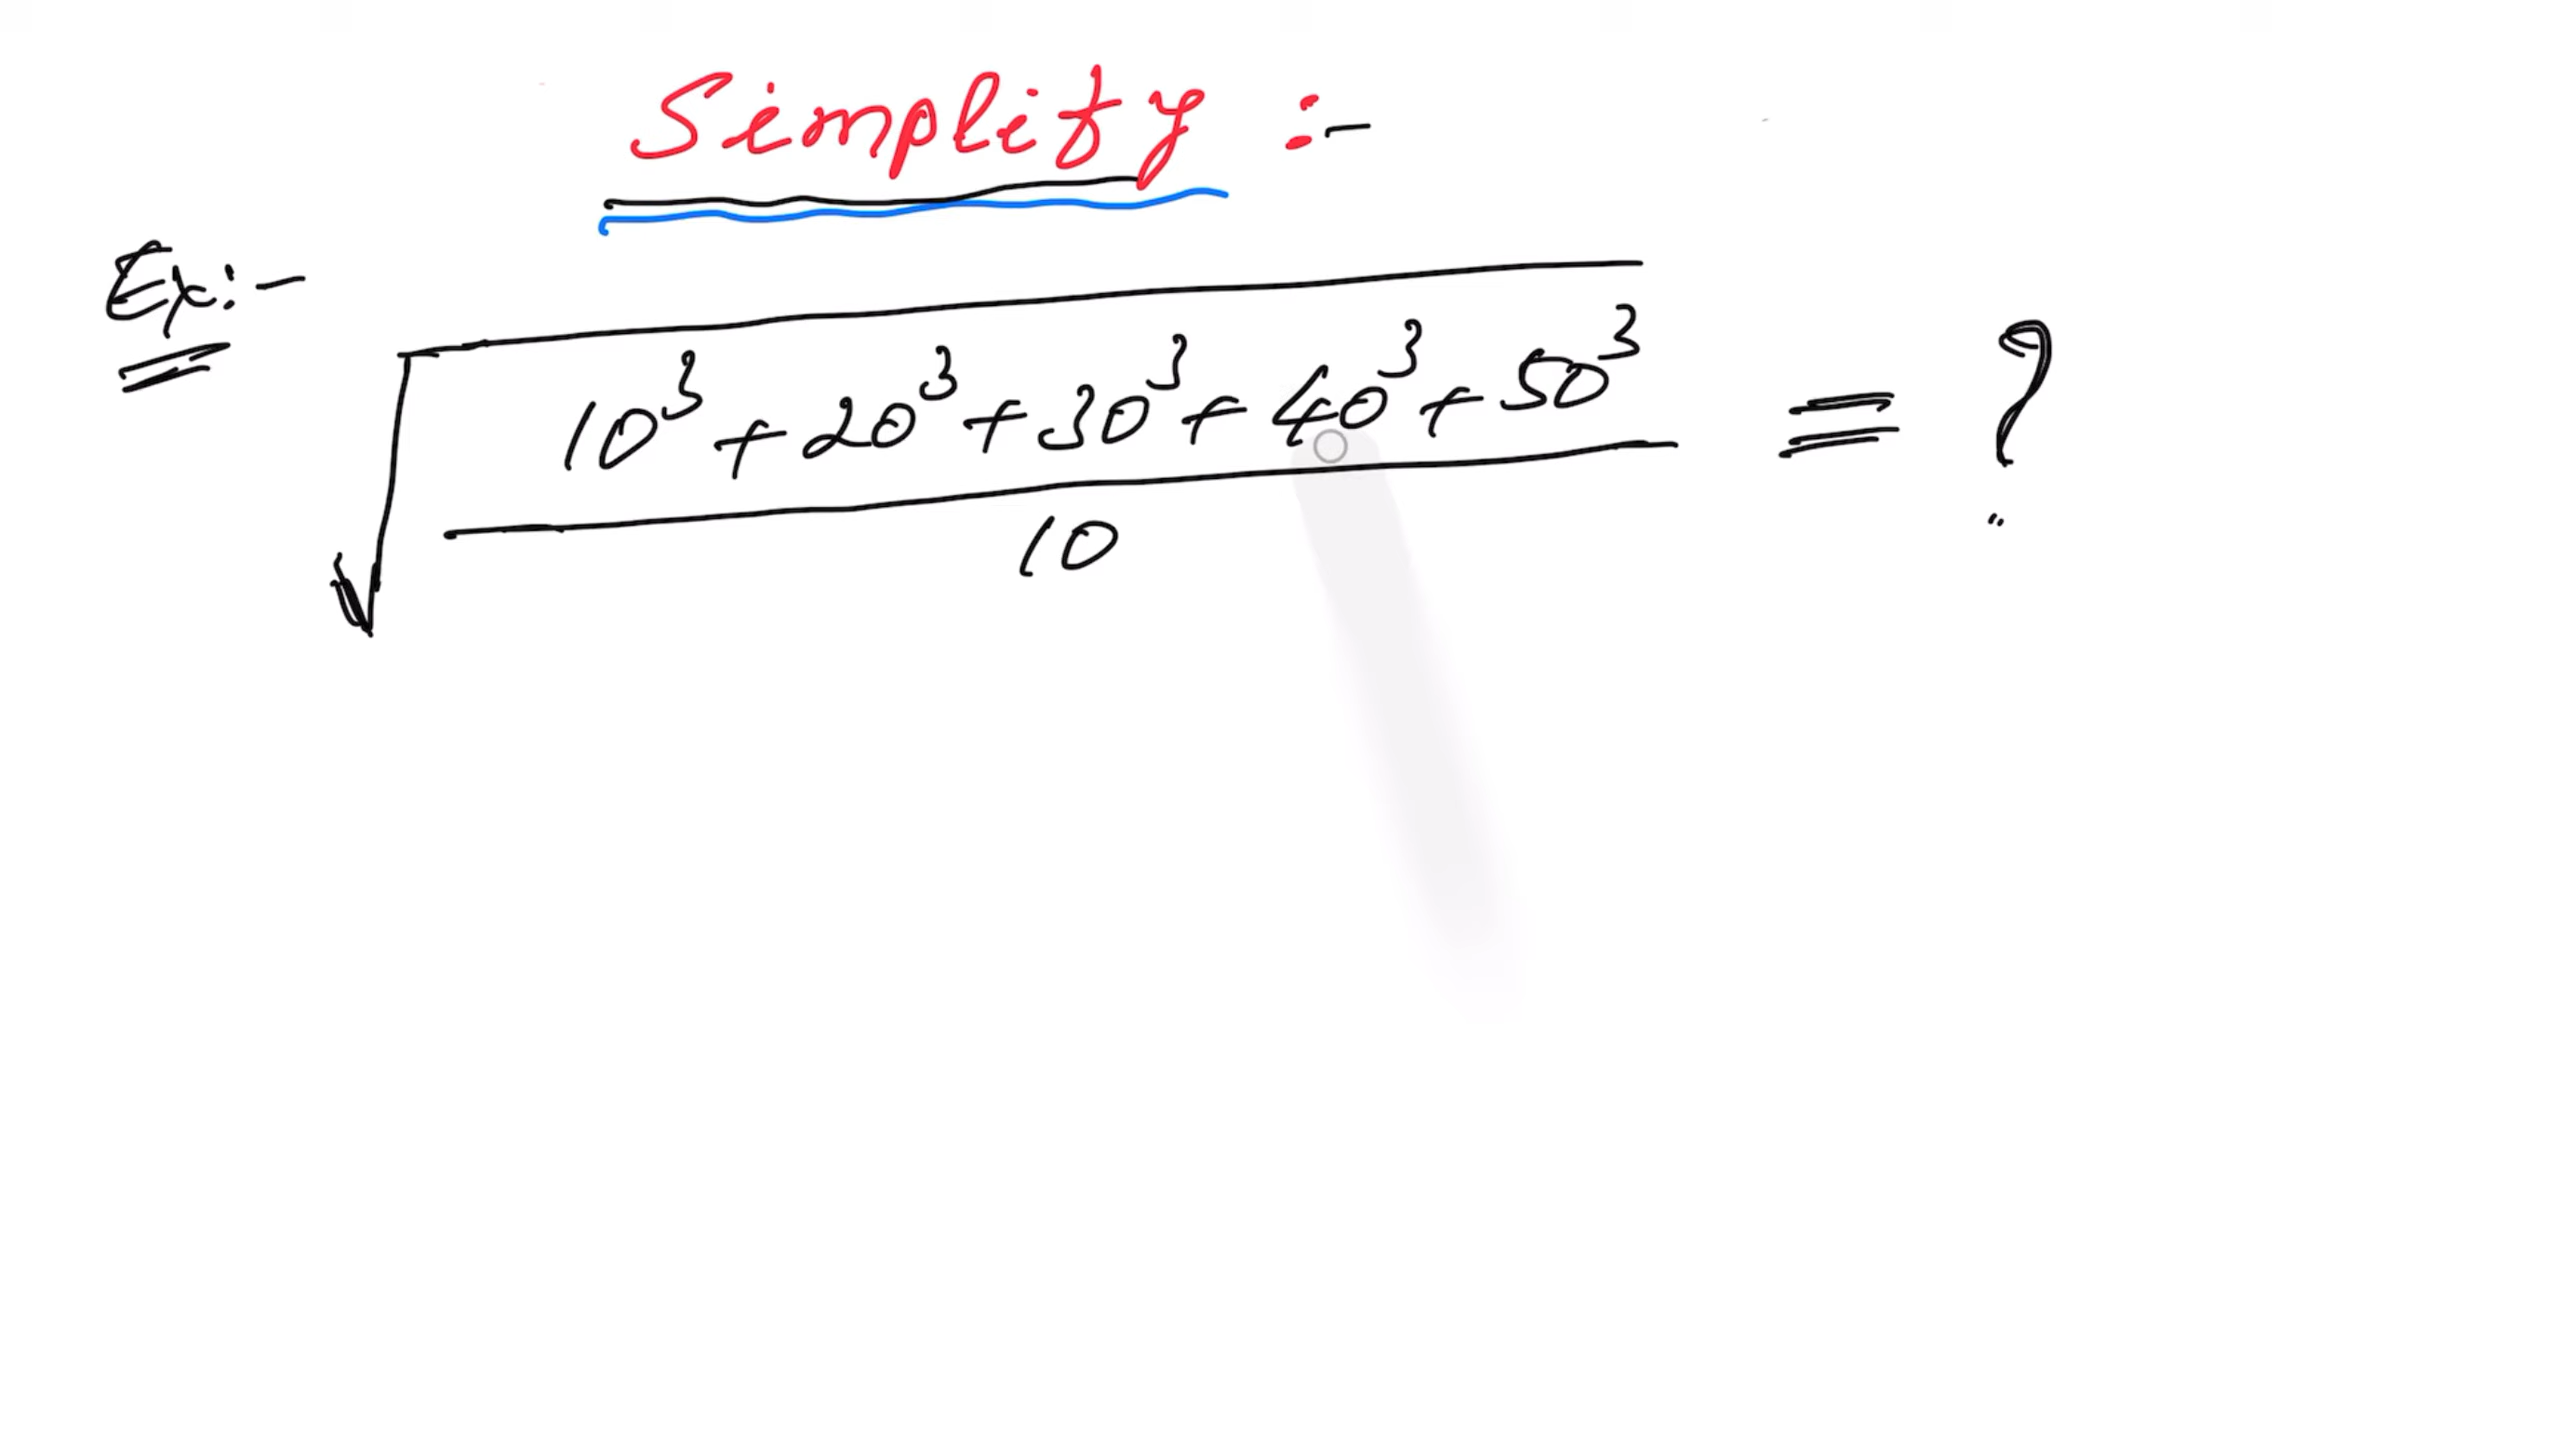 Simplify :-
Ex:-
√(10³ + 20³ + 30³ + 40³ + 50³ / 10) = ?